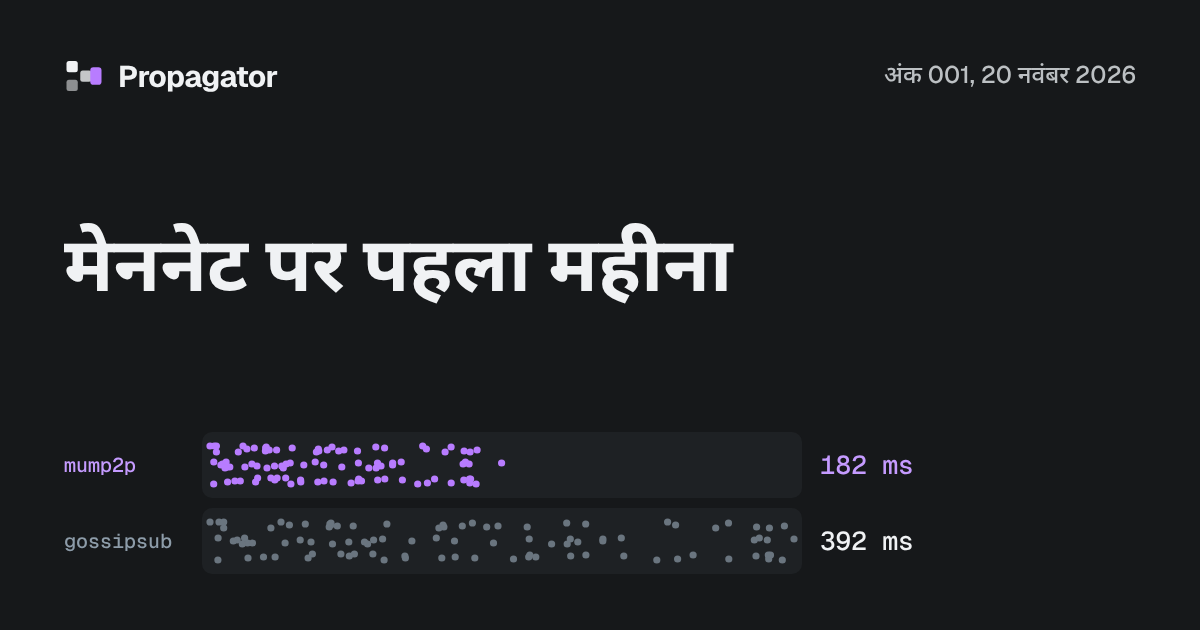 Propagator
अंक 001, 20 नवंबर 2026
मेननेट पर पहला महीना
mump2p
182 ms
gossipsub
392 ms